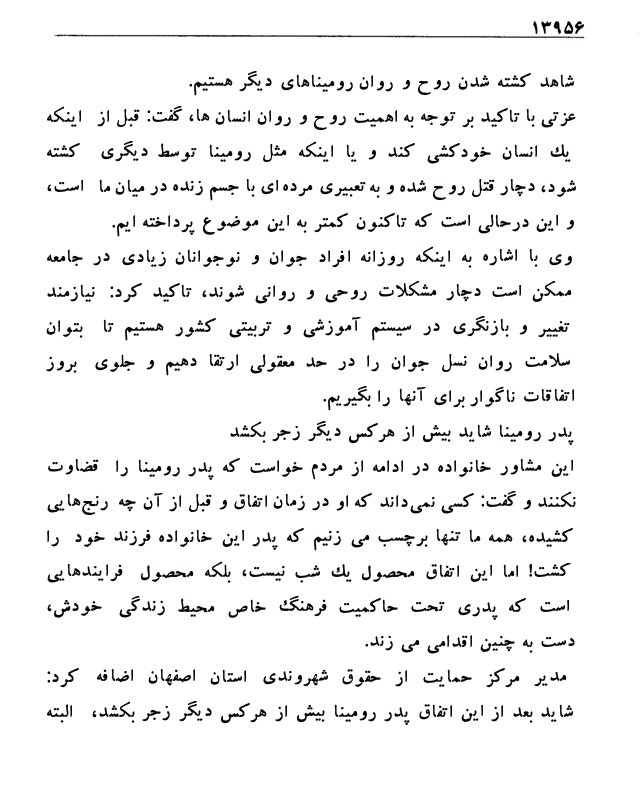 ۱۳۹۵۶
شاهد کشته شدن روح و روان رومیناهای دیگر هستیم.
عزتی با تاکید بر توجه به اهمیت روح و روان انسان ها، گفت: قبل از اینکه
یك انسان خودکشی کند و یا اینکه مثل رومینا توسط دیگری کشته
شود، دچار قتل روح شده و به تعبیری مرده ای با جسم زنده در میان ما است،
و این درحالی است که تاکنون کمتر به این موضوع پرداخته ایم.
وی با اشاره به اینکه روزانه افراد جوان و نوجوانان زیادی در جامعه
ممکن است دچار مشکلات روحی و روانی شوند، تاکید کرد: نیازمند
تغییر و بازنگری در سیستم آموزشی و تربیتی کشور هستیم تا بتوان
سلامت روان نسل جوان را در حد معقولی ارتقا دهیم و جلوی بروز
اتفاقات ناگوار برای آنها را بگیریم.
پدر رومینا شاید بیش از هرکس دیگر زجر بکشد
این مشاور خانواده در ادامه از مردم خواست که پدر رومینا را قضاوت
نکنند و گفت: کسی نمی‌داند که او در زمان اتفاق و قبل از آن چه رنج‌هایی
کشیده، همه ما تنها برچسب می زنیم که پدر این خانواده فرزند خود را
کشت! اما این اتفاق محصول یك شب نیست، بلکه محصول فرایندهایی
است که پدری تحت حاکمیت فرهنگ خاص محیط زندگی خودش،
دست به چنین اقدامی می زند.
مدیر مرکز حمایت از حقوق شهروندی استان اصفهان اضافه کرد:
شاید بعد از این اتفاق پدر رومینا بیش از هرکس دیگر زجر بکشد، البته